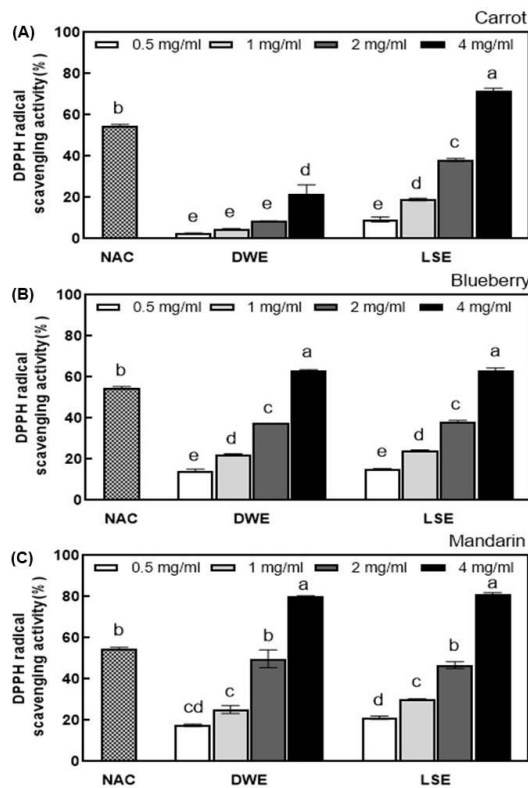 Carrot
(A)
100
0.5 mg/ml 1 mg/ml 2 mg/ml 4 mg/ml
80
60
40
20
0
DPPH radical
scavenging activity(%)
b
e e e d
e d c a
NAC DWE LSE
Blueberry
(B)
100
0.5 mg/ml 1 mg/ml 2 mg/ml 4 mg/ml
80
60
40
20
0
DPPH radical
scavenging activity(%)
b
e d c a
e d c a
NAC DWE LSE
Mandarin
(C)
100
0.5 mg/ml 1 mg/ml 2 mg/ml 4 mg/ml
80
60
40
20
0
DPPH radical
scavenging activity(%)
b
cd c b a
d c b a
NAC DWE LSE